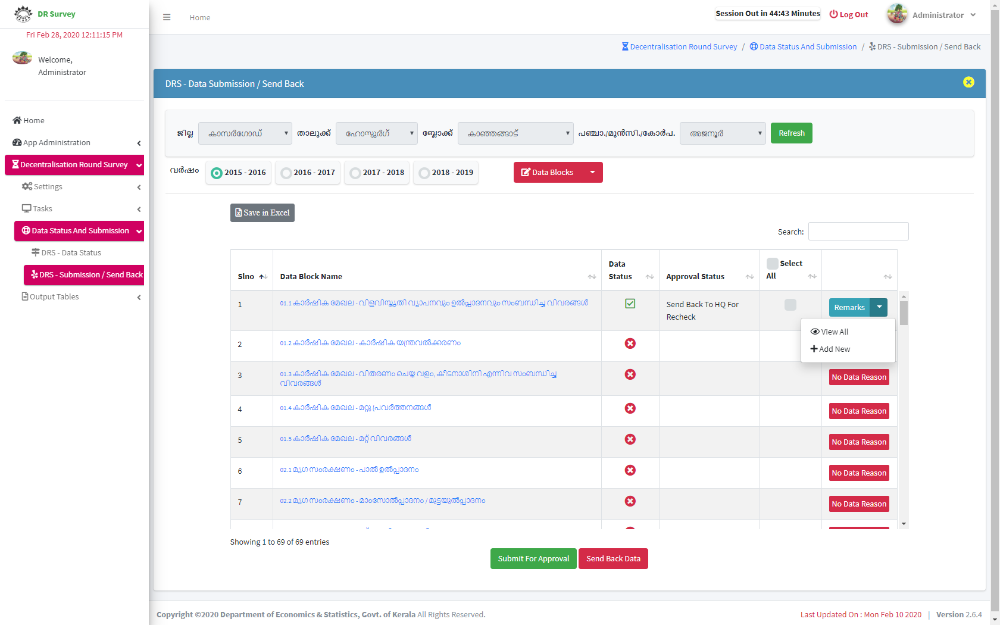 DR Survey
Fri Feb 28, 2020 12:11:15 PM
Welcome,
Administrator
Home
App Administration
Decentralisation Round Survey
Settings
Tasks
Data Status And Submission
DRS - Data Status
DRS - Submission / Send Back
Output Tables
Home
Session Out in 44:43 Minutes
Log Out
Administrator
Decentralisation Round Survey / Data Status And Submission / DRS - Submission / Send Back
DRS - Data Submission / Send Back
ജില്ല കാസർഗോഡ് താലൂക്ക് ഹോസ്ദുർഗ് ബ്ലോക്ക് കാഞ്ഞങ്ങാട് പഞ്ചാ./മുൻസി./കോർപ. അജനൂർ Refresh
വർഷം 2015 - 2016 2016 - 2017 2017 - 2018 2018 - 2019 Data Blocks
Save in Excel
Search:
Slno Data Block Name Data Status Approval Status Select All
1 01.1 കാർഷിക മേഖല - വിളവിസ്തൃതി വ്യാപനവും ഉൽപ്പാദനവും സംബന്ധിച്ച വിവരങ്ങൾ Send Back To HQ For Recheck Remarks
View All
Add New
2 01.2 കാർഷിക മേഖല - കാർഷിക യന്ത്രവൽക്കരണം
3 01.3 കാർഷിക മേഖല - വിതരണം ചെയ്ത വളം, കീടനാശിനി എന്നിവ സംബന്ധിച്ച
വിവരങ്ങൾ No Data Reason
4 01.4 കാർഷിക മേഖല - മറ്റു പ്രവർത്തനങ്ങൾ No Data Reason
5 01.5 കാർഷിക മേഖല - മറ്റ് വിവരങ്ങൾ No Data Reason
6 02.1 മൃഗ സംരക്ഷണം - പാൽ ഉൽപ്പാദനം No Data Reason
7 02.2 മൃഗ സംരക്ഷണം - മാംസോൽപ്പാദനം / മുട്ടയുൽപ്പാദനം No Data Reason
Showing 1 to 69 of 69 entries
Submit For Approval Send Back Data
Copyright ©2020 Department of Economics & Statistics, Govt. of Kerala All Rights Reserved.
Last Updated On : Mon Feb 10 2020 | Version 2.6.4